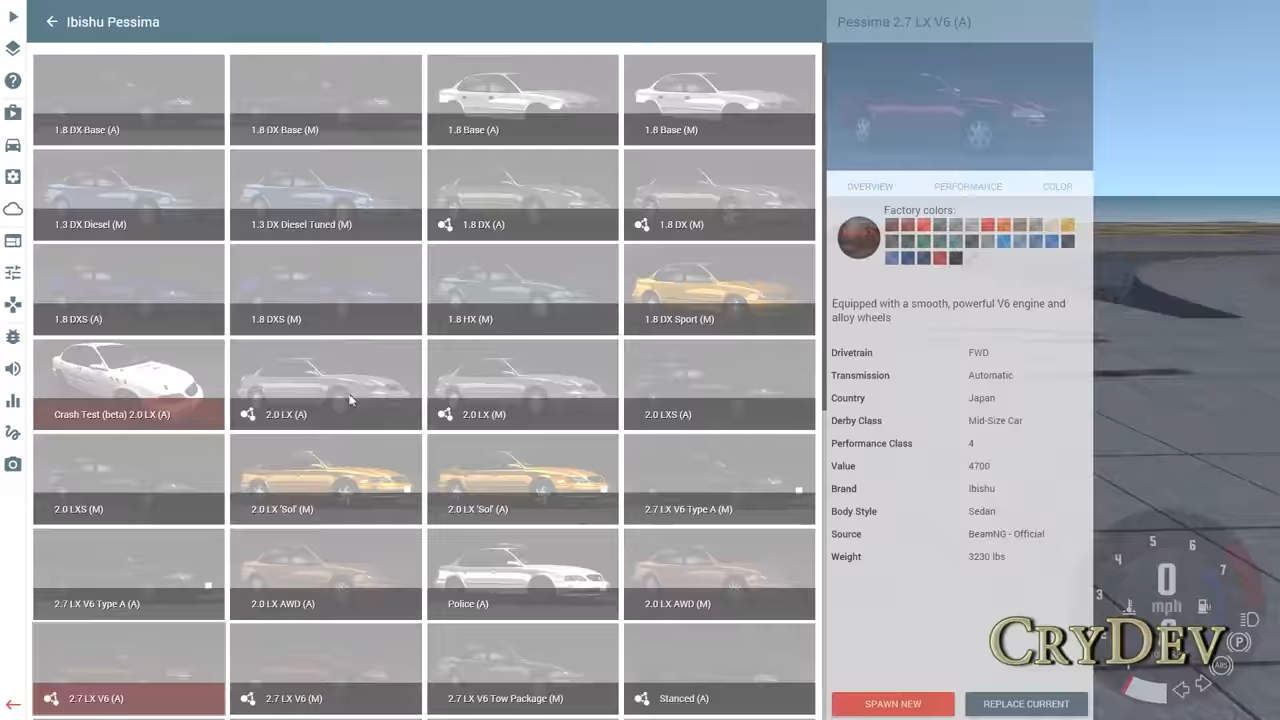 Ibishu Pessima
1.8 DX Base (A)
1.8 DX Base (M)
1.8 Base (A)
1.8 Base (M)
1.3 DX Diesel (M)
1.3 DX Diesel Tuned (M)
1.8 DX (A)
1.8 DX (M)
1.8 DXS (A)
1.8 DXS (M)
1.8 HX (M)
1.8 DX Sport (M)
Crash Test (beta) 2.0 LX (A)
2.0 LX (A)
2.0 LX (M)
2.0 LXS (A)
2.0 LXS (M)
2.0 LX 'Sol' (M)
2.0 LX 'Sol' (A)
2.7 LX V6 Type A (M)
2.7 LX V6 Type A (A)
2.0 LX AWD (A)
Police (A)
2.0 LX AWD (M)
2.7 LX V6 (A)
2.7 LX V6 (M)
2.7 LX V6 Tow Package (M)
Stanced (A)
Pessima 2.7 LX V6 (A)
OVERVIEW PERFORMANCE COLOR
Factory colors:
Equipped with a smooth, powerful V6 engine and
alloy wheels
Drivetrain FWD
Transmission Automatic
Country Japan
Derby Class Mid-Size Car
Performance Class 4
Value 4700
Brand Ibishu
Body Style Sedan
Source BeamNG - Official
Weight 3230 lbs
SPAWN NEW REPLACE CURRENT
3 4 5 6 7
0
mph
P
ABS
CRYDEV